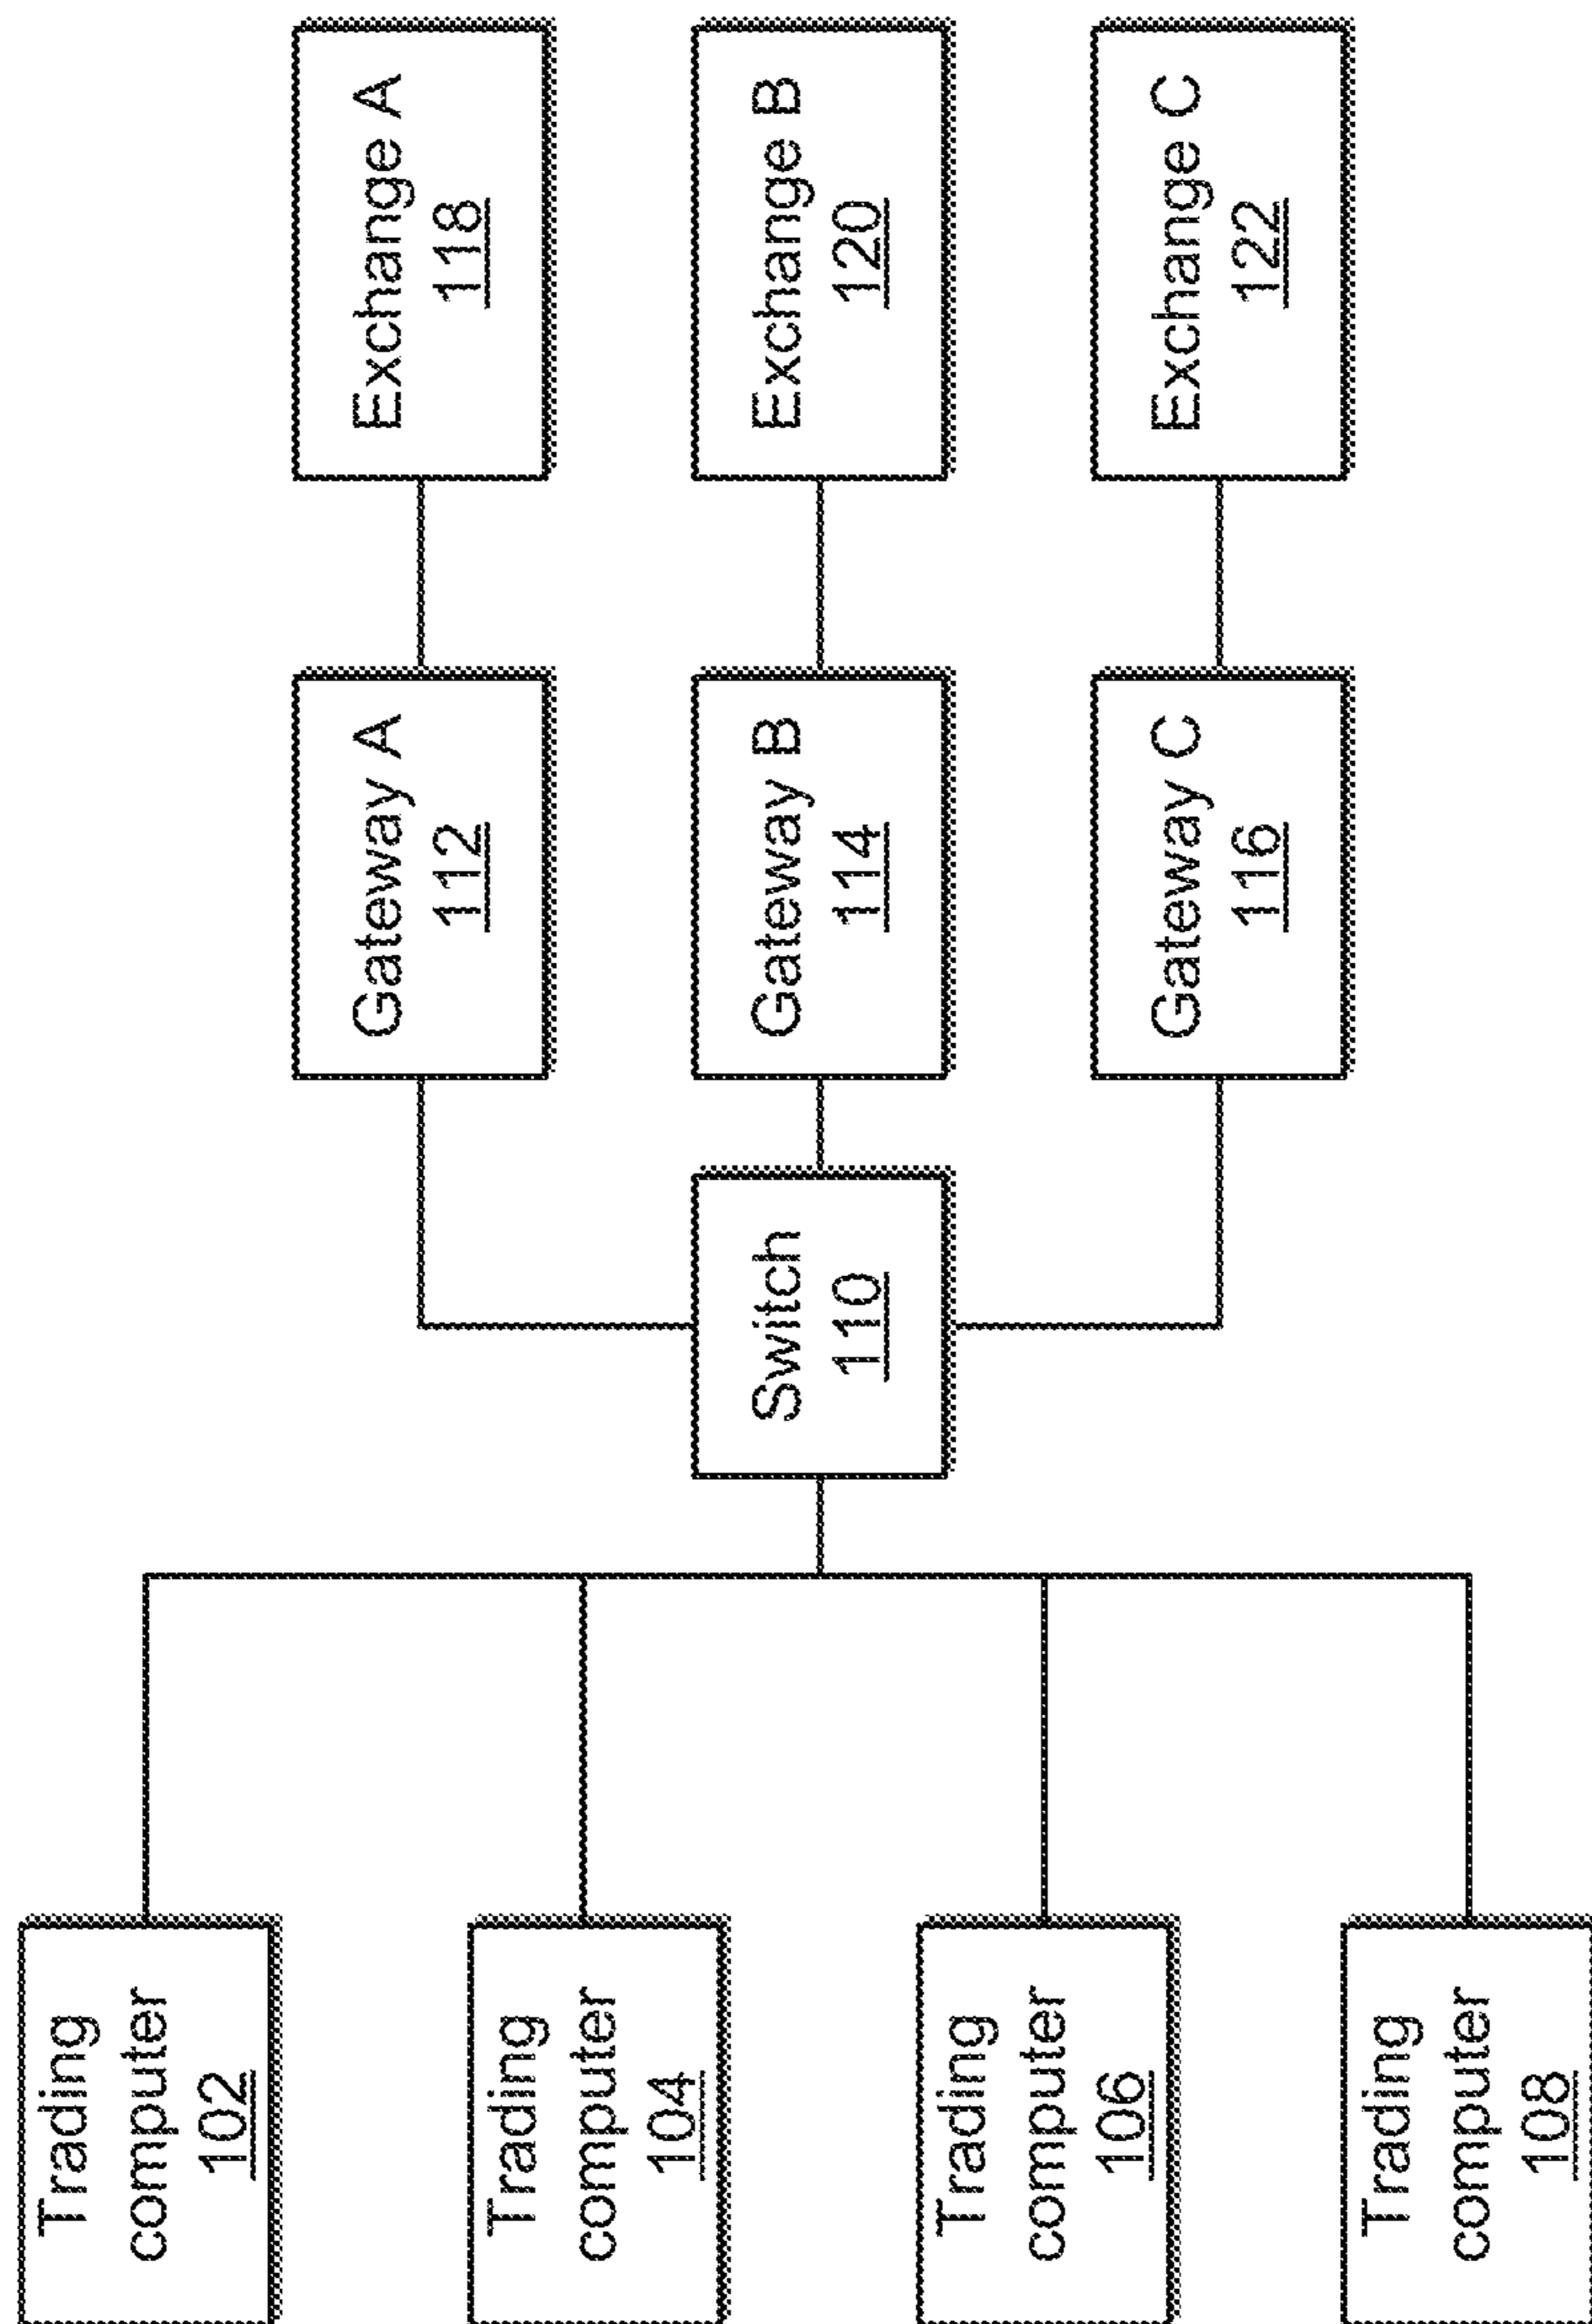 Trading
computer
102
Trading
computer
104
Trading
computer
106
Trading
computer
108
Switch
110
Gateway A
112
Gateway B
114
Gateway C
116
Exchange A
118
Exchange B
120
Exchange C
122